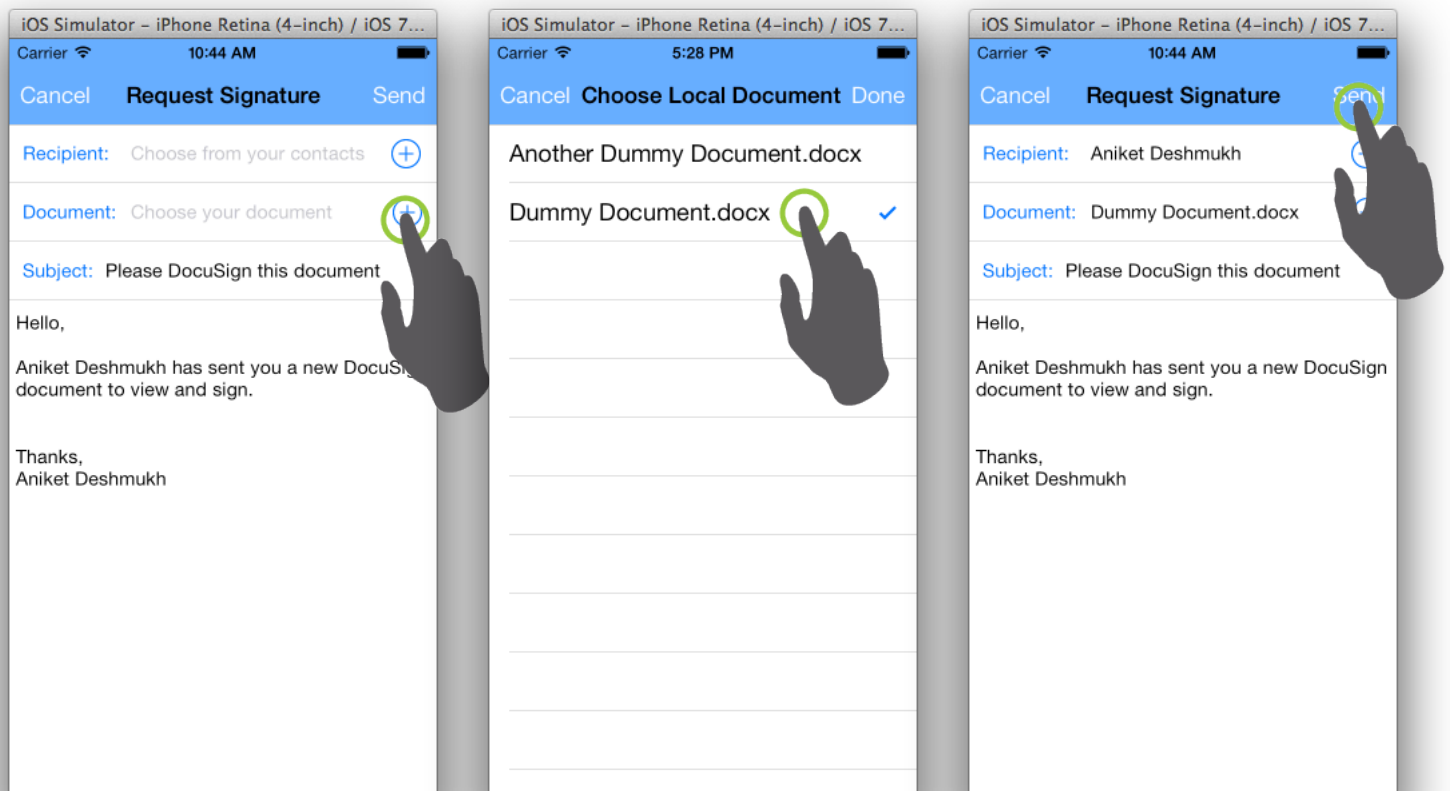 iOS Simulator – iPhone Retina (4-inch) / iOS 7...
Carrier 10:44 AM
Cancel Request Signature Send
Recipient: Choose from your contacts
Document: Choose your document
Subject: Please DocuSign this document
Hello,
Aniket Deshmukh has sent you a new DocuSign
document to view and sign.
Thanks,
Aniket Deshmukh
iOS Simulator – iPhone Retina (4-inch) / iOS 7...
Carrier 5:28 PM
Cancel Choose Local Document Done
Another Dummy Document.docx
Dummy Document.docx
iOS Simulator – iPhone Retina (4-inch) / iOS 7...
Carrier 10:44 AM
Cancel Request Signature Send
Recipient: Aniket Deshmukh
Document: Dummy Document.docx
Subject: Please DocuSign this document
Hello,
Aniket Deshmukh has sent you a new DocuSign
document to view and sign.
Thanks,
Aniket Deshmukh